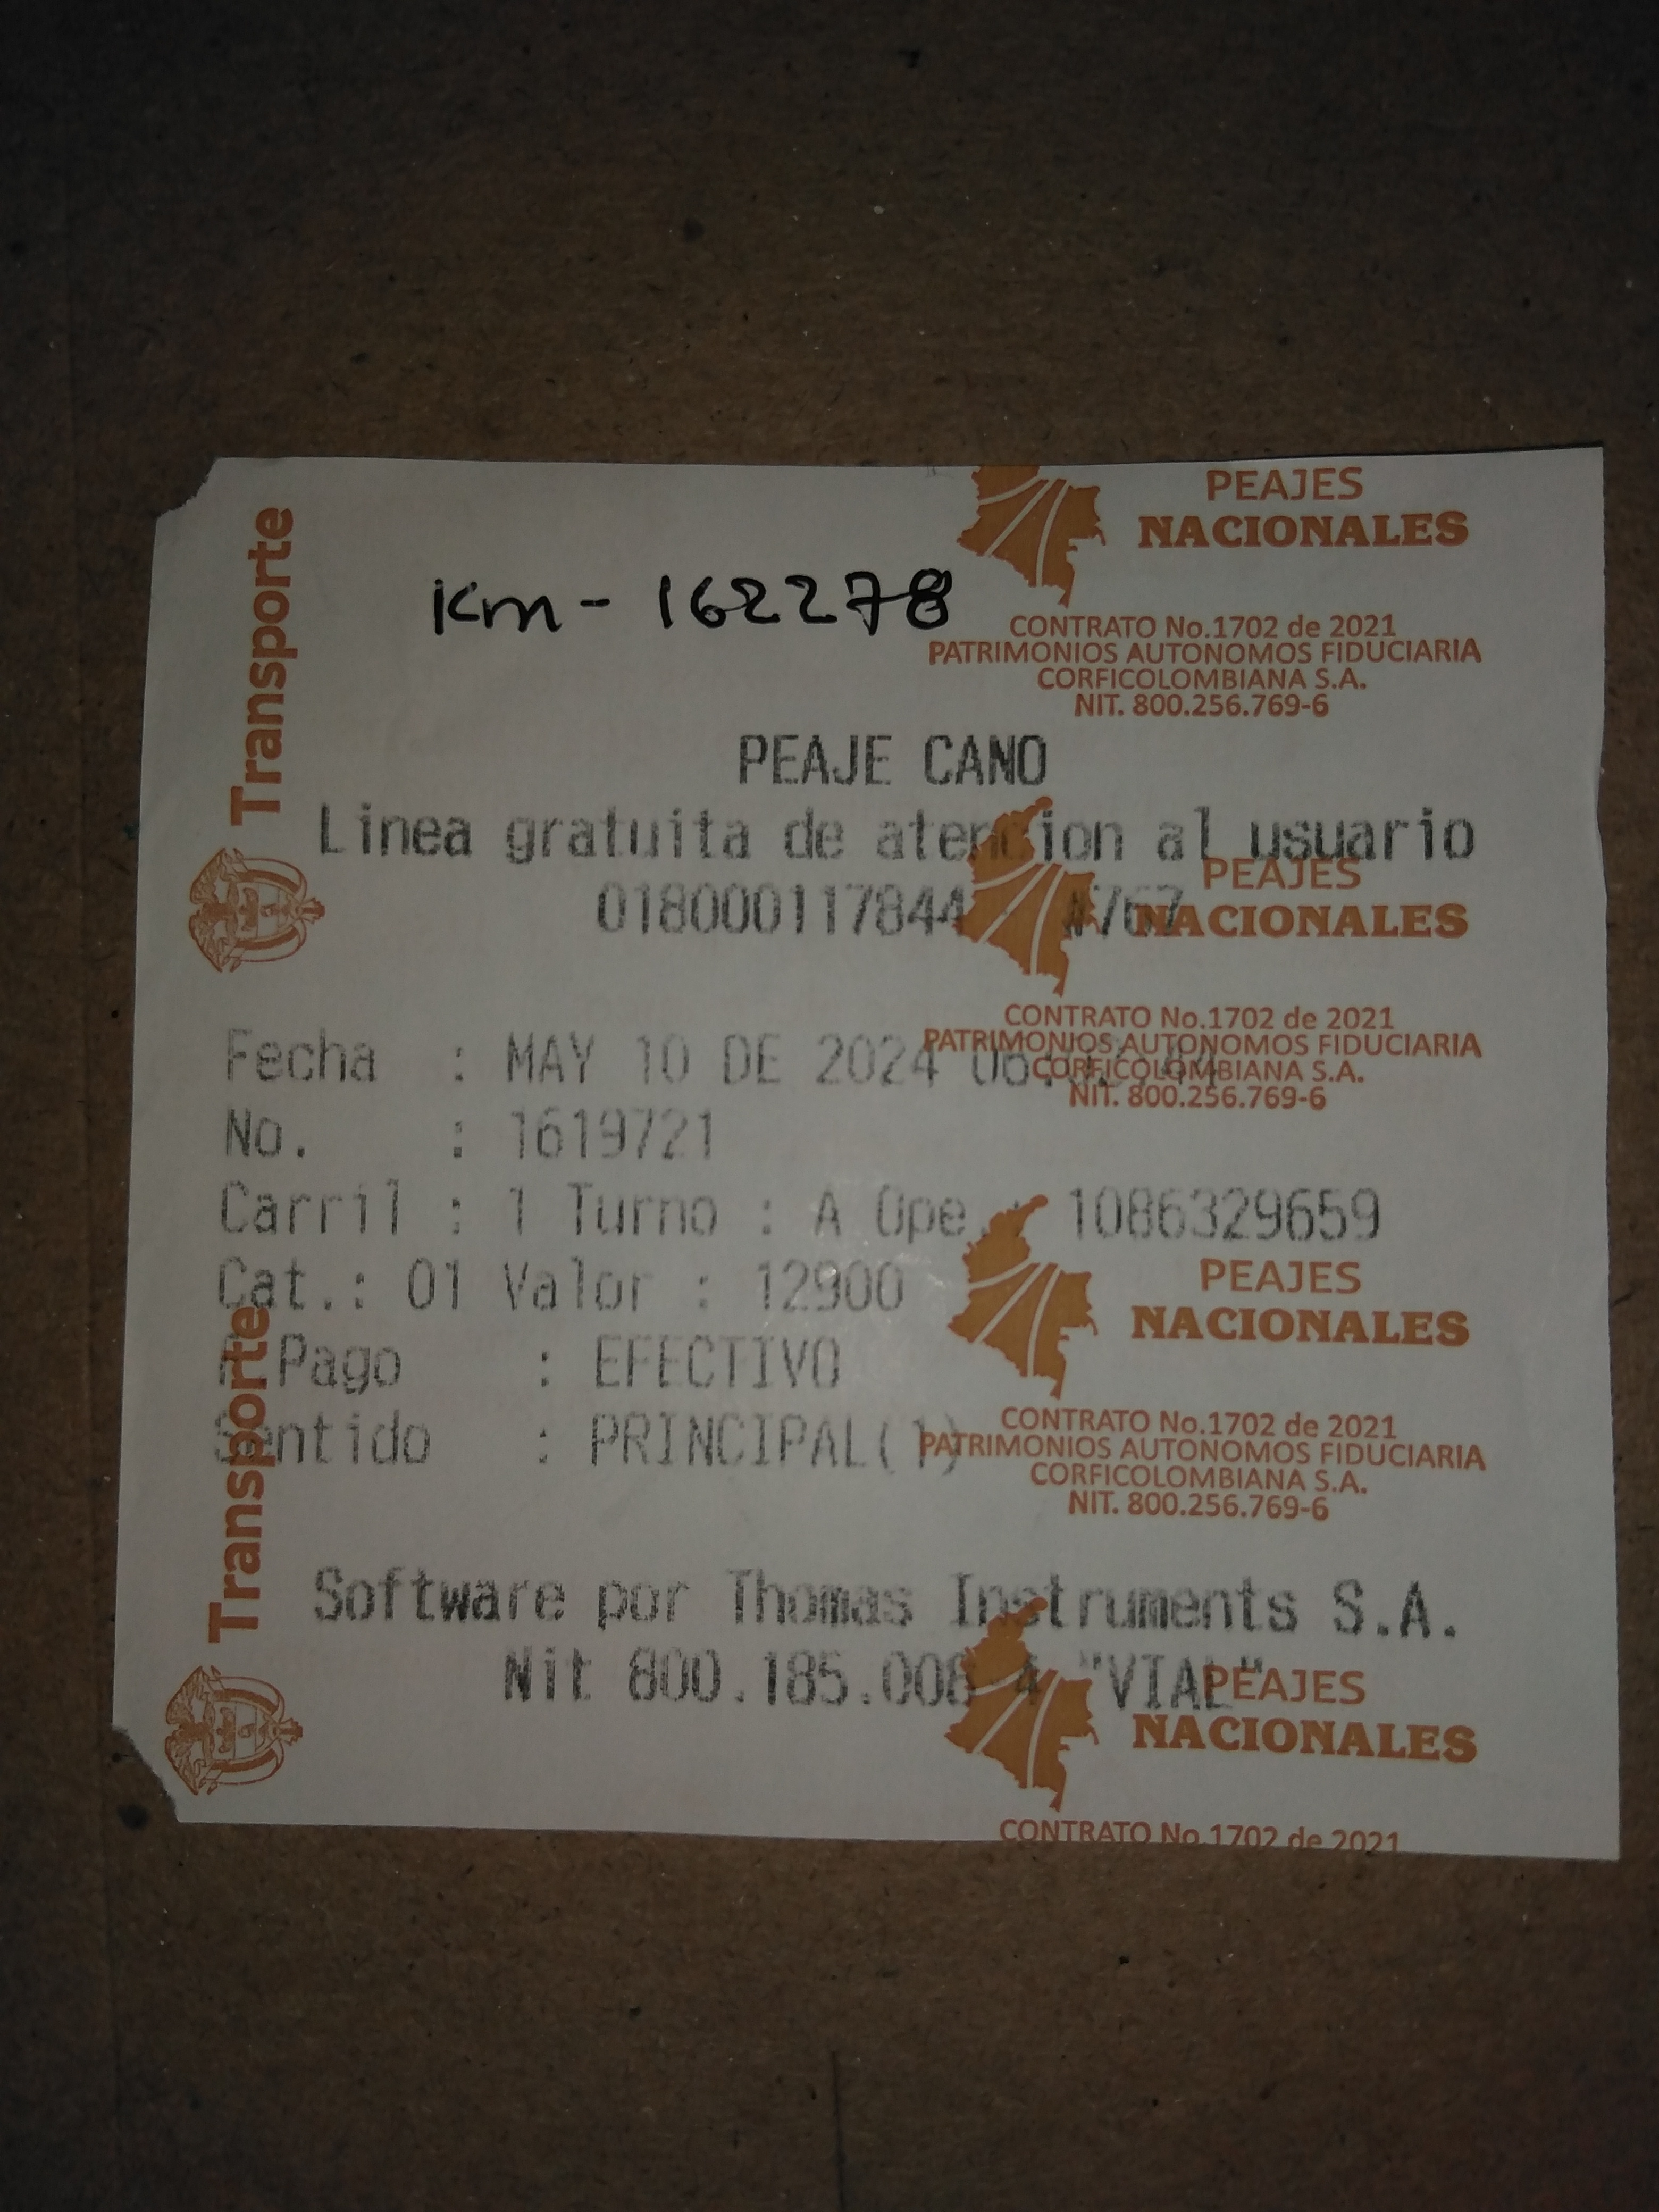 Transporte
PEAJES
NACIONALES
Km - 162278
CONTRATO No.1702 de 2021
PATRIMONIOS AUTONOMOS FIDUCIARIA
CORFICOLOMBIANA S.A.
NIT. 800.256.769-6
PEAJE CANO
Linea gratuita de atencion al usuario
PEAJES
018000117844 #767
NACIONALES
CONTRATO No.1702 de 2021
PATRIMONIOS AUTONOMOS FIDUCIARIA
Fecha : MAY 10 DE 2024
CORFICOLOMBIANA S.A.
NIT. 800.256.769-6
No. : 1619721
Carril : 1 Turno : A Ope.: 1086329659
Cat.: 01 Valor : 12900
PEAJES
NACIONALES
Transporte
Pago : EFECTIVO
Sentido : PRINCIPAL(1)
CONTRATO No.1702 de 2021
PATRIMONIOS AUTONOMOS FIDUCIARIA
CORFICOLOMBIANA S.A.
NIT. 800.256.769-6
Software por Thomas Instruments S.A.
Nit 800.185.008 4 "VIAL"
PEAJES
NACIONALES
CONTRATO No.1702 de 2021